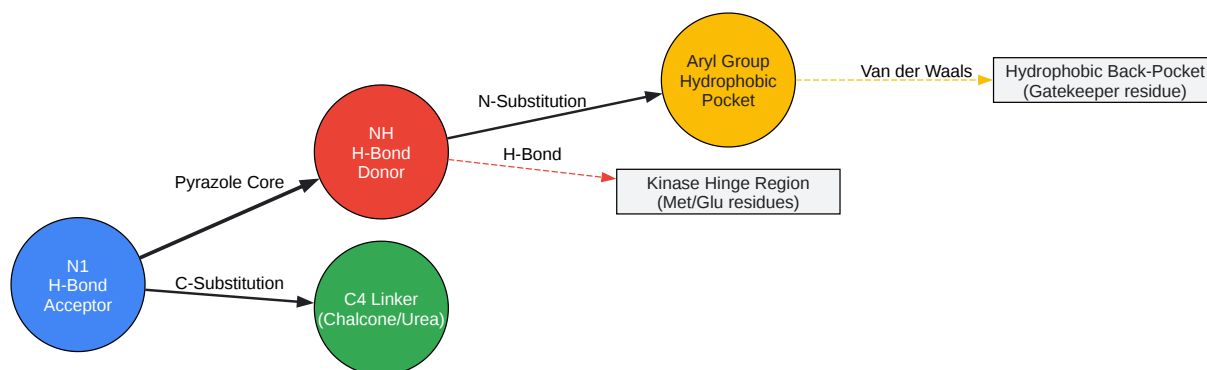 Aryl Group
Hydrophobic
Pocket
Van der Waals
Hydrophobic Back-Pocket
(Gatekeeper residue)
N-Substitution
NH
H-Bond
Donor
H-Bond
Kinase Hinge Region
(Met/Glu residues)
Pyrazole Core
N1
H-Bond
Acceptor
C-Substitution
C4 Linker
(Chalcone/Urea)